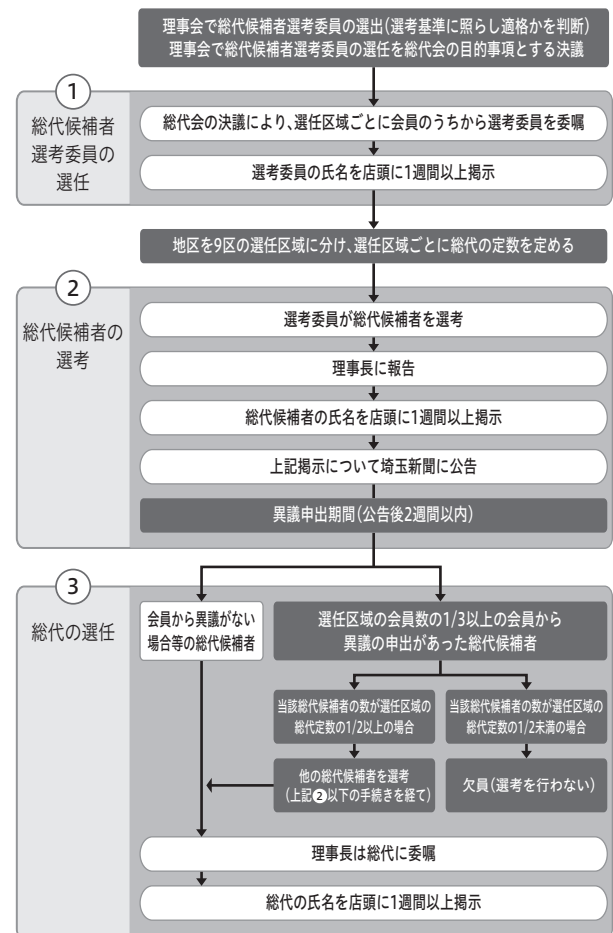 理事会で総代候補者選考委員の選出(選考基準に照らし適格かを判断)
理事会で総代候補者選考委員の選任を総代会の目的事項とする決議
1
総代候補者
選考委員の
選任
総代会の決議により、選任区域ごとに会員のうちから選考委員を委嘱
選考委員の氏名を店頭に1週間以上掲示
地区を9区の選任区域に分け、選任区域ごとに総代の定数を定める
2
総代候補者の
選考
選考委員が総代候補者を選考
理事長に報告
総代候補者の氏名を店頭に1週間以上掲示
上記掲示について埼玉新聞に公告
異議申出期間(公告後2週間以内)
3
総代の選任
会員から異議がない
場合等の総代候補者
選任区域の会員数の1/3以上の会員から
異議の申出があった総代候補者
当該総代候補者の数が選任区域の
総代定数の1/2以上の場合
当該総代候補者の数が選任区域の
総代定数の1/2未満の場合
他の総代候補者を選考
(上記❷以下の手続きを経て)
欠員(選考を行わない)
理事長は総代に委嘱
総代の氏名を店頭に1週間以上掲示